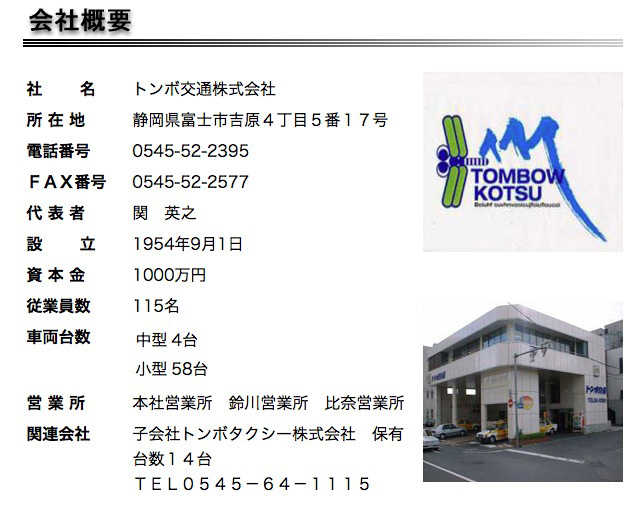 会社概要
社 名 トンボ交通株式会社
所 在 地 静岡県富士市吉原４丁目５番１７号
電話番号 0545-52-2395
ＦＡＸ番号 0545-52-2577
代 表 者 関 英之
設 立 1954年9月1日
資 本 金 1000万円
従業員数 115名
車両台数 中型 4台
小型 58台
営 業 所 本社営業所 鈴川営業所 比奈営業所
関連会社 子会社トンボタクシー株式会社 保有
台数１４台
ＴＥＬ０５４５－６４－１１１５
TOMBOW
KOTSU
トンボ交通